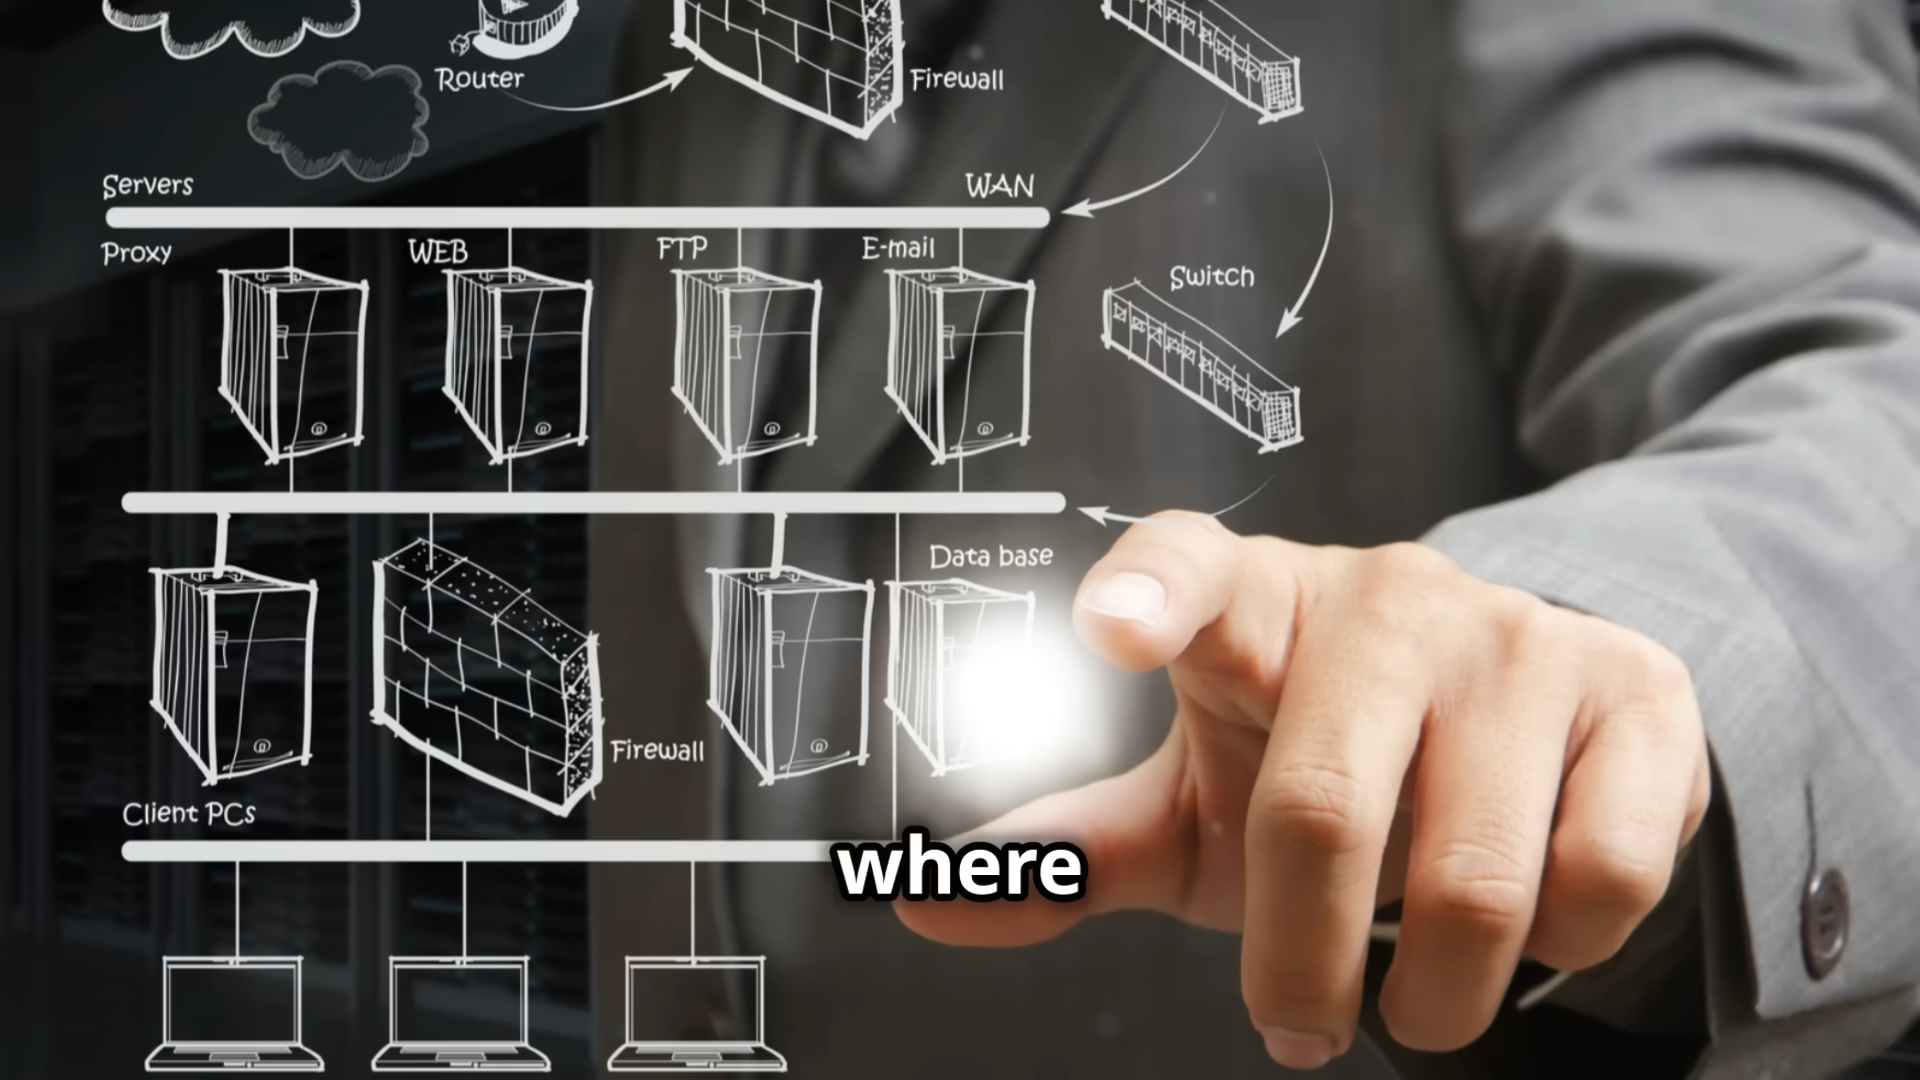 Router
Firewall
Servers
WAN
Proxy
WEB
FTP
E-mail
Switch
Data base
Firewall
Client PCs
where